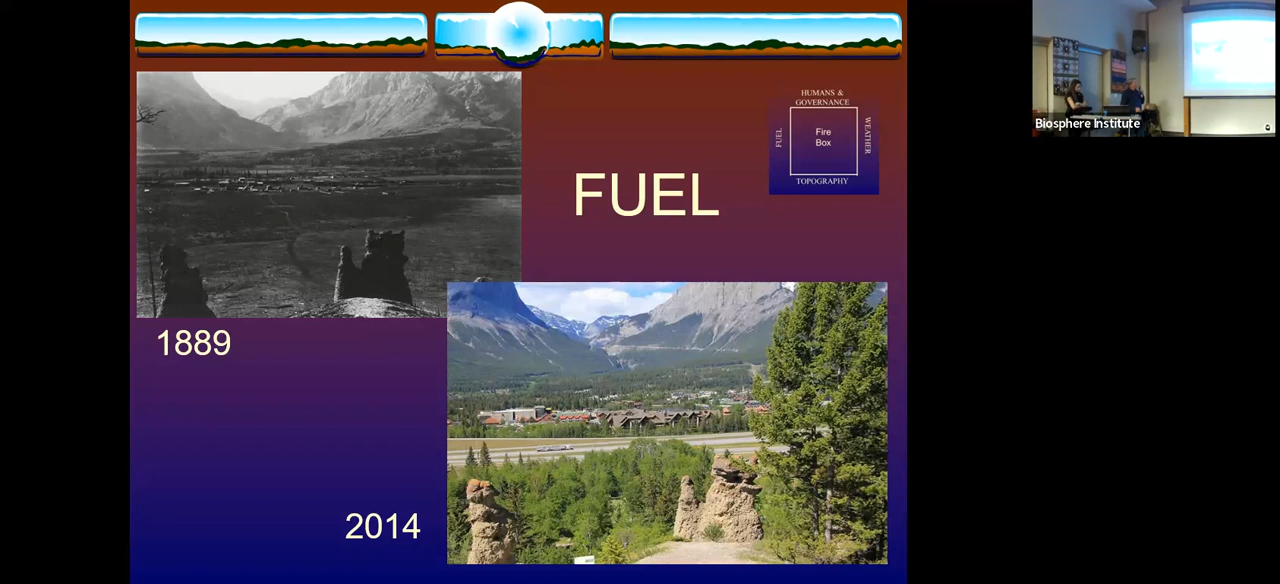 HUMANS &
GOVERNANCE
FUEL
Fire
Box
WEATHER
TOPOGRAPHY
FUEL
1889
2014
Biosphere Institute